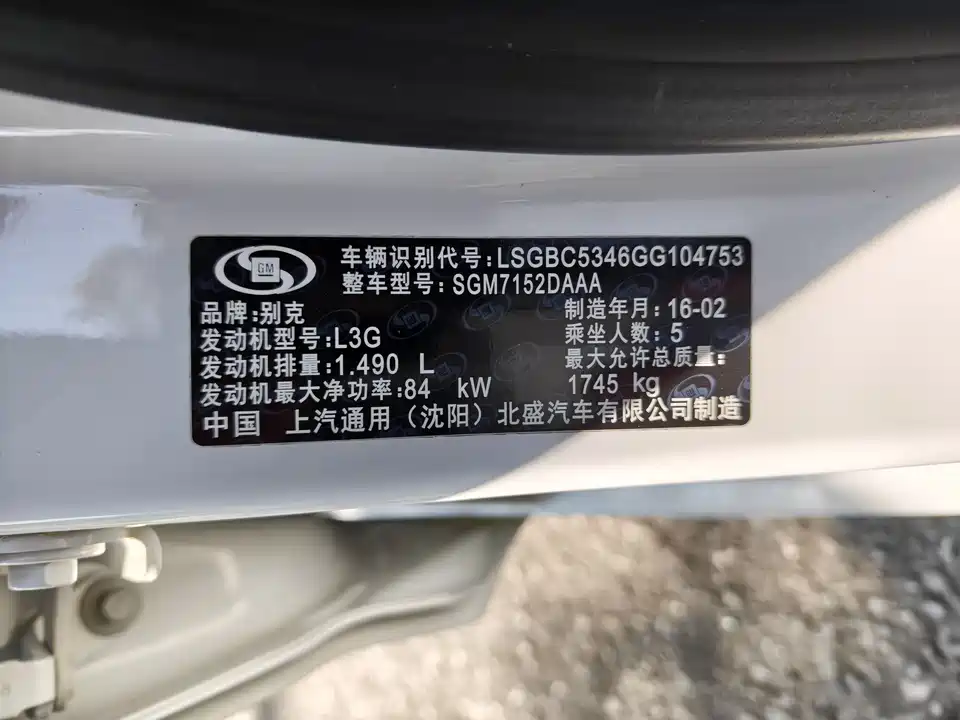 GM
车辆识别代号:LSGBC5346GG104753
整车型号:SGM7152DAAA
品牌:别克 制造年月:16-02
发动机型号:L3G 乘坐人数:5
发动机排量:1.490 L 最大允许总质量:
发动机最大净功率:84 kW 1745 kg
中国 上汽通用（沈阳）北盛汽车有限公司制造